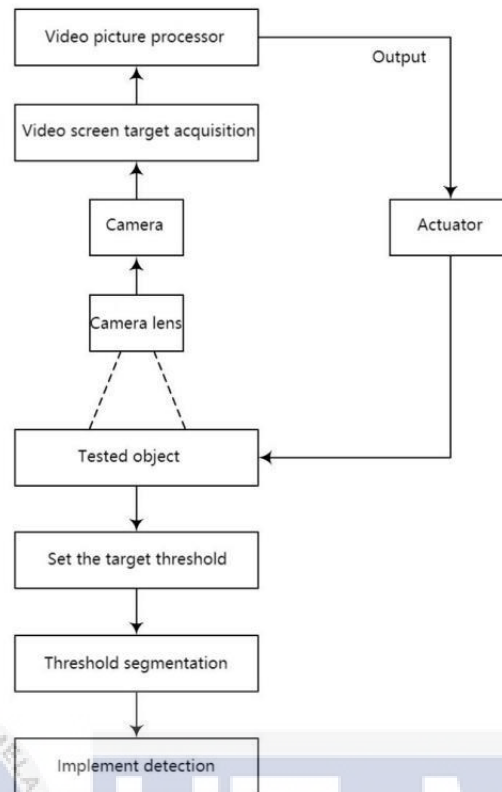 Video picture processor
Output
Video screen target acquisition
Camera
Actuator
Camera lens
Tested object
Set the target threshold
Threshold segmentation
Implement detection